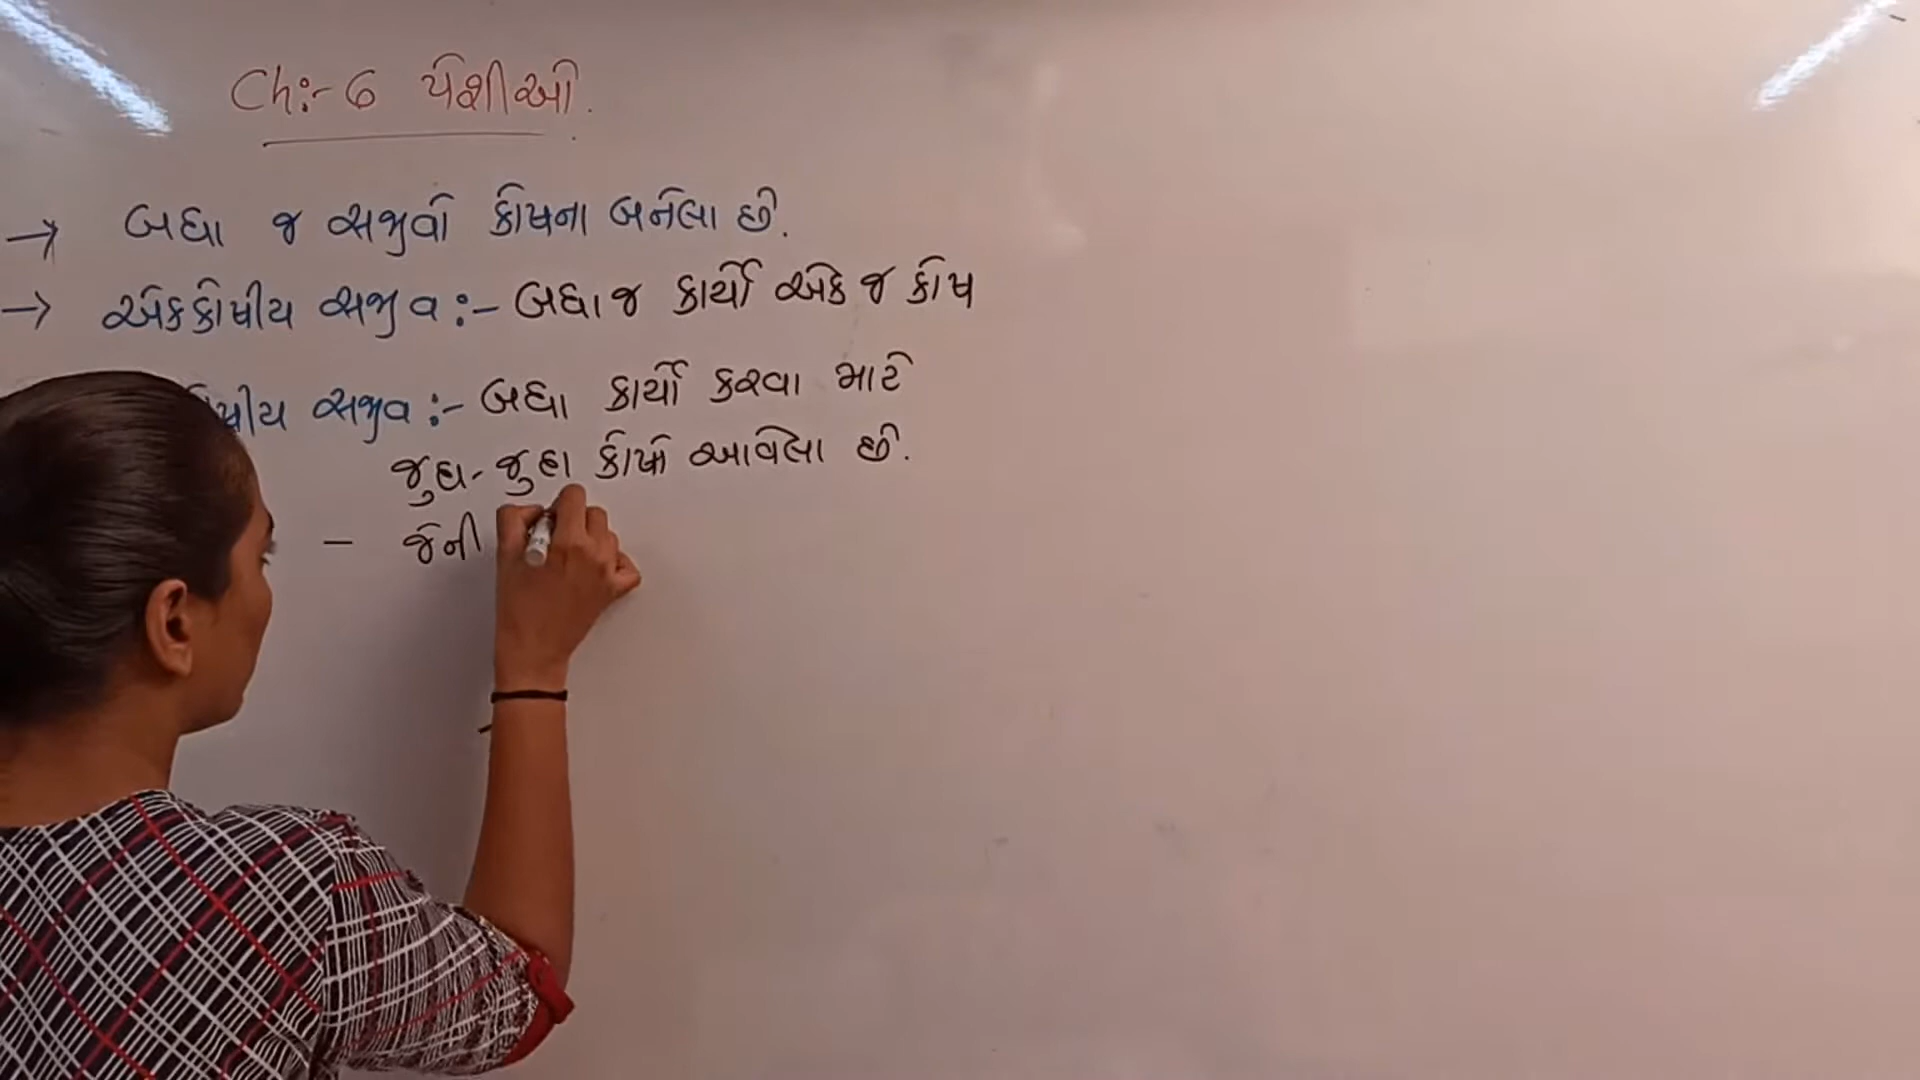 Ch:- 6 પેશીઓ.
→ બધા જ સજીવો કોષના બનેલા છે.
→ એકકોષીય સજીવ :- બધા જ કાર્યો એક જ કોષ
સજીવ :- બધા કાર્યો કરવા માટે
જુદા-જુદા કોષો આવેલા છે.
- જેની